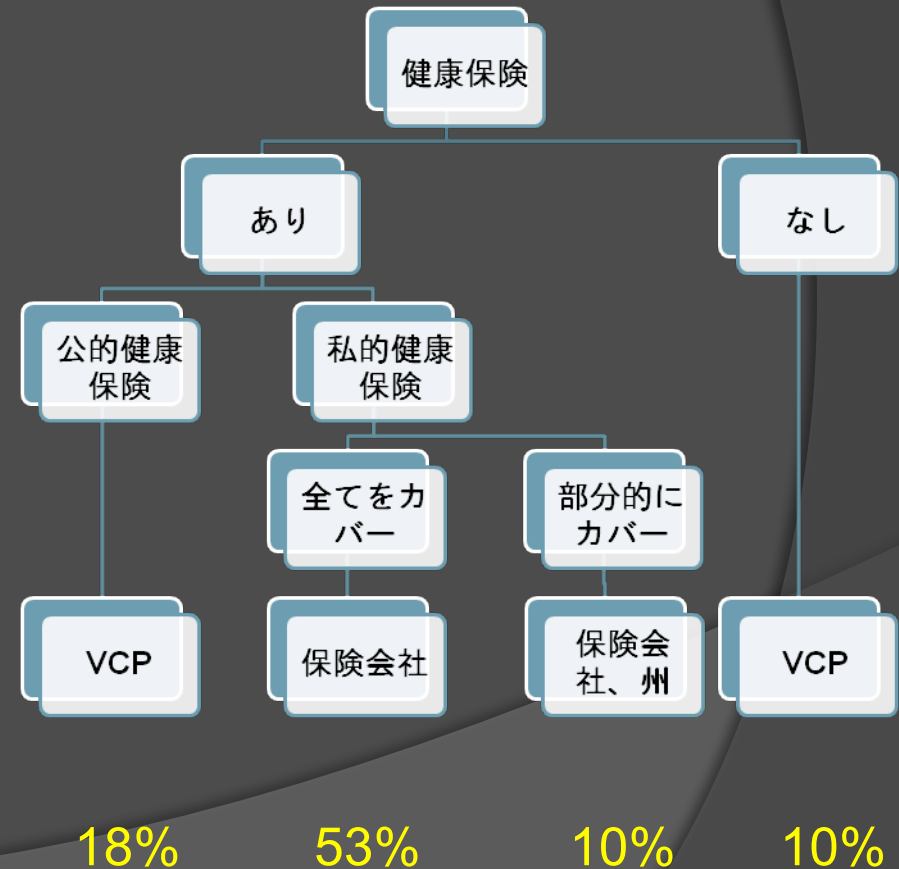 健康保険
あり
なし
公的健康
保険
私的健康
保険
全てをカ
バー
部分的に
カバー
VCP
保険会社
保険会
社、州
VCP
18%
53%
10%
10%